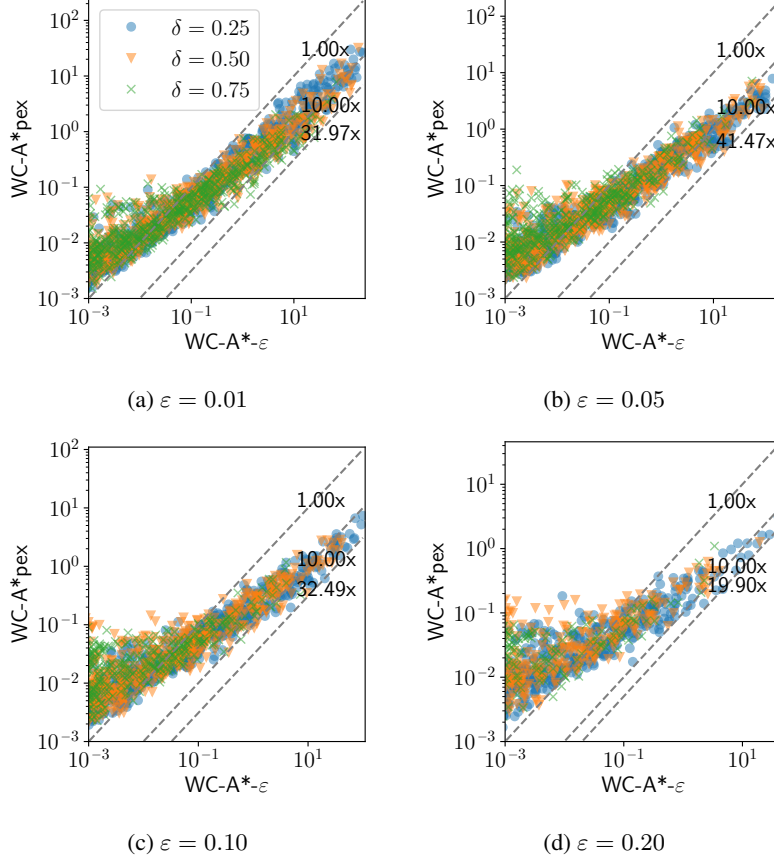 10^2
10^1
10^0
10^-1
10^-2
10^-3
WC-A*pex
δ = 0.25
δ = 0.50
δ = 0.75
1.00x
10.00x
31.97x
10^-3
10^-1
10^1
WC-A*-ε
(a) ε = 0.01
10^2
10^1
10^0
10^-1
10^-2
10^-3
WC-A*pex
1.00x
10.00x
41.47x
10^-3
10^-1
10^1
WC-A*-ε
(b) ε = 0.05
10^2
10^1
10^0
10^-1
10^-2
10^-3
WC-A*pex
1.00x
10.00x
32.49x
10^-3
10^-1
10^1
WC-A*-ε
(c) ε = 0.10
10^1
10^0
10^-1
10^-2
10^-3
WC-A*pex
1.00x
10.00x
19.90x
10^-3
10^-1
10^1
WC-A*-ε
(d) ε = 0.20